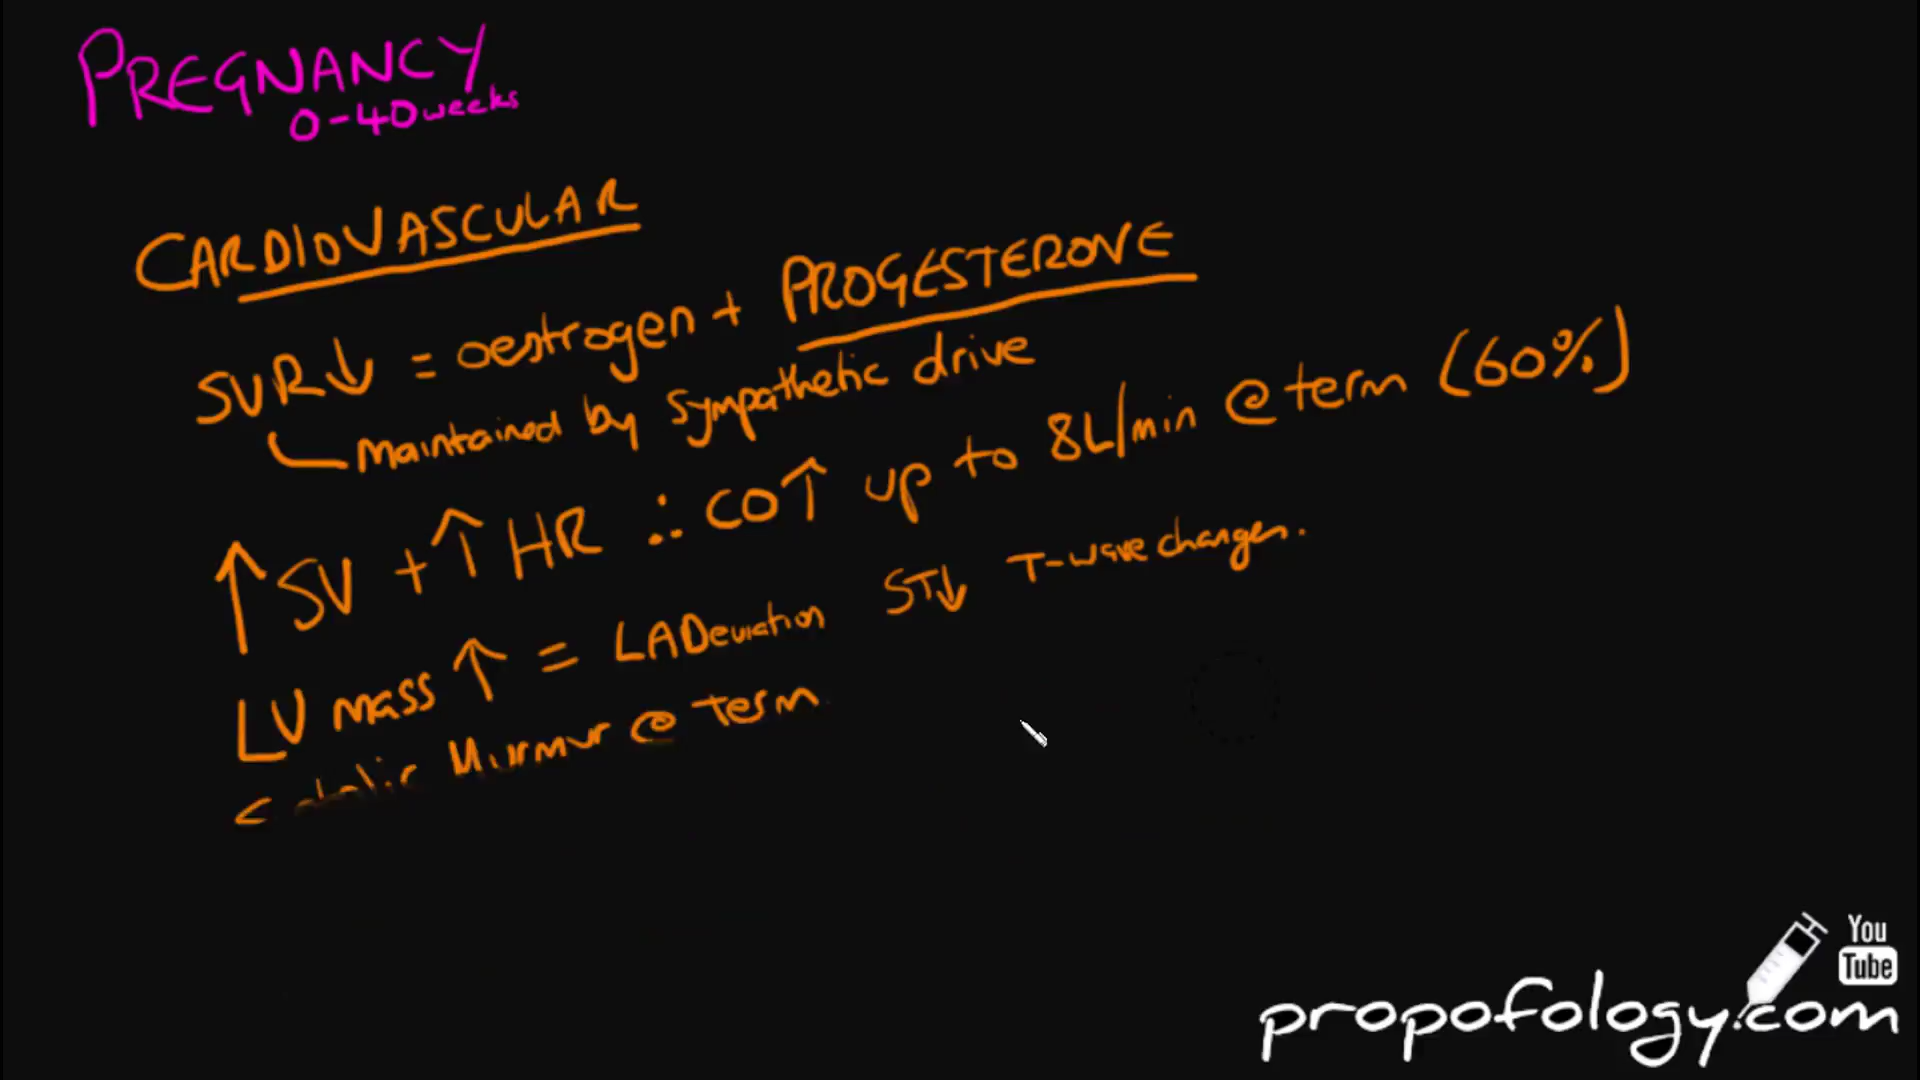 PREGNANCY
0-40weeks
CARDIOVASCULAR
SVR↓ = oestrogen + PROGESTERONE
Maintained by sympathetic drive
↑SV + ↑HR ∴ CO↑ up to 8L/min @ term (60%)
LV mass ↑ = LADeviation ST↓ T-wave changes.
Murmur @ term
You
Tube
propofology.com